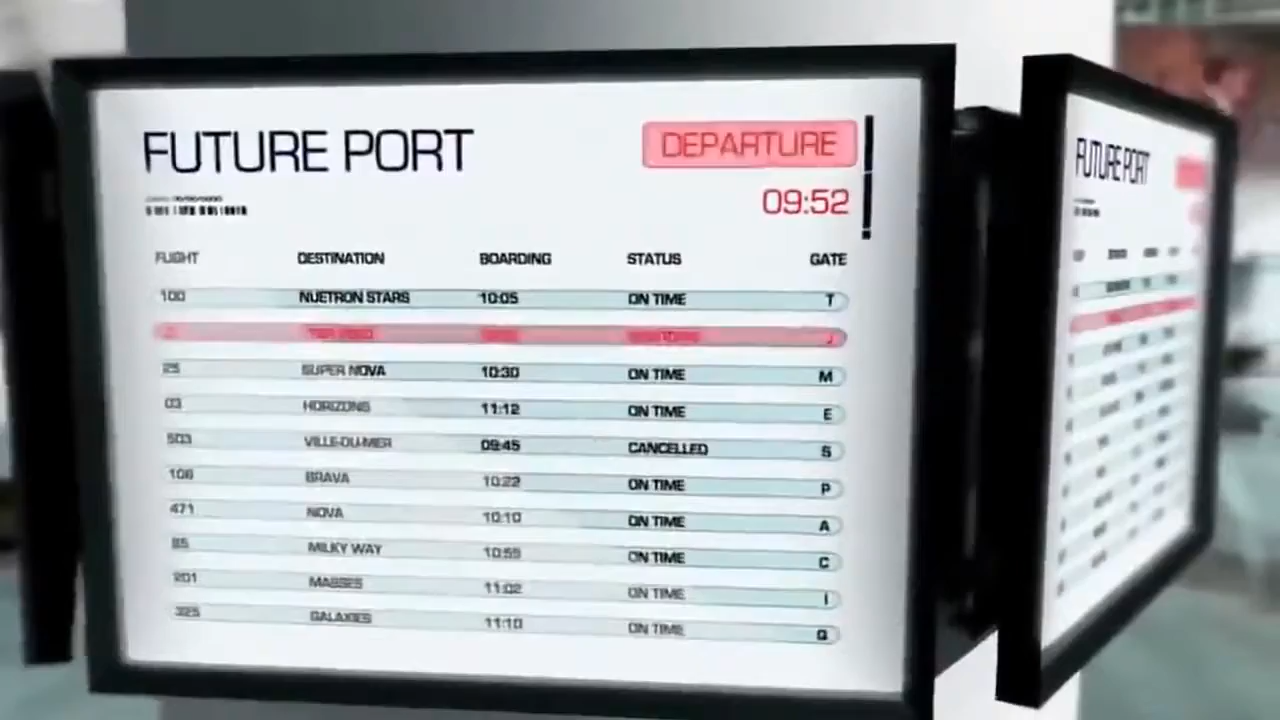 FUTURE PORT
DEPARTURE
09:52
FLIGHT DESTINATION BOARDING STATUS GATE
100 NUETRON STARS 10:05 ON TIME T
J
25 SUPER NOVA 10:30 ON TIME M
03 HORIZONS 11:12 ON TIME E
503 VILLE-DU-MER 09:45 CANCELLED S
106 BRAVA 10:22 ON TIME P
471 NOVA 10:10 ON TIME A
85 MILKY WAY 10:59 ON TIME C
201 MASSES 11:02 ON TIME I
325 GALAXIES 11:10 ON TIME G
FUTURE PORT